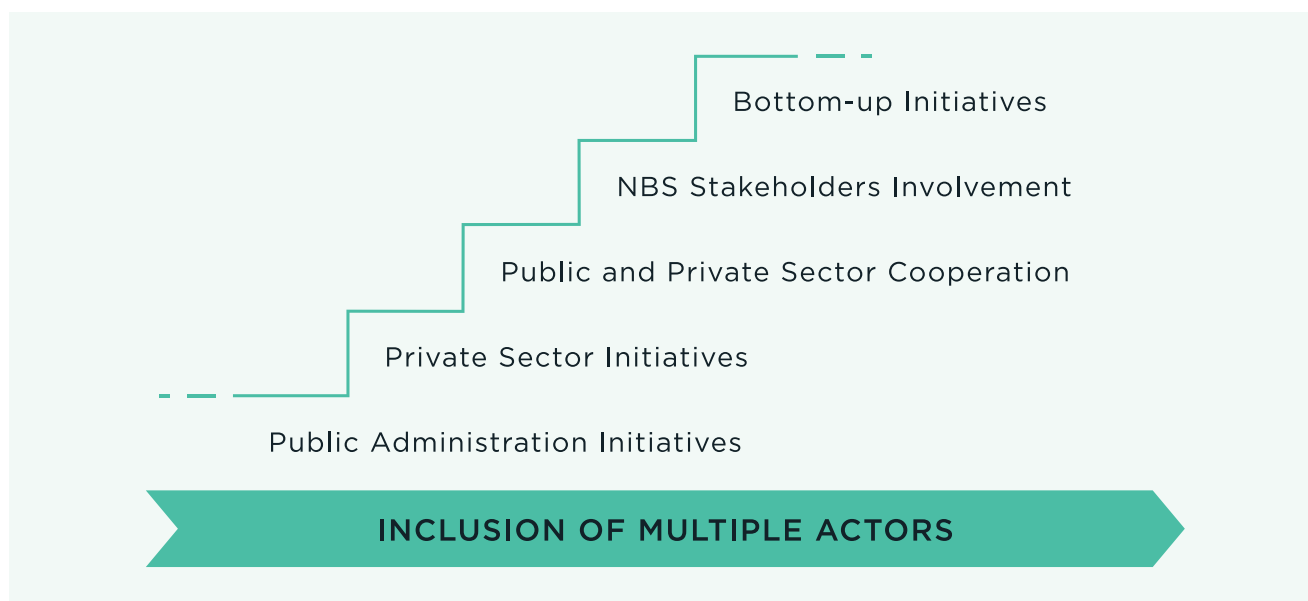 Bottom-up Initiatives
NBS Stakeholders Involvement
Public and Private Sector Cooperation
Private Sector Initiatives
Public Administration Initiatives
INCLUSION OF MULTIPLE ACTORS